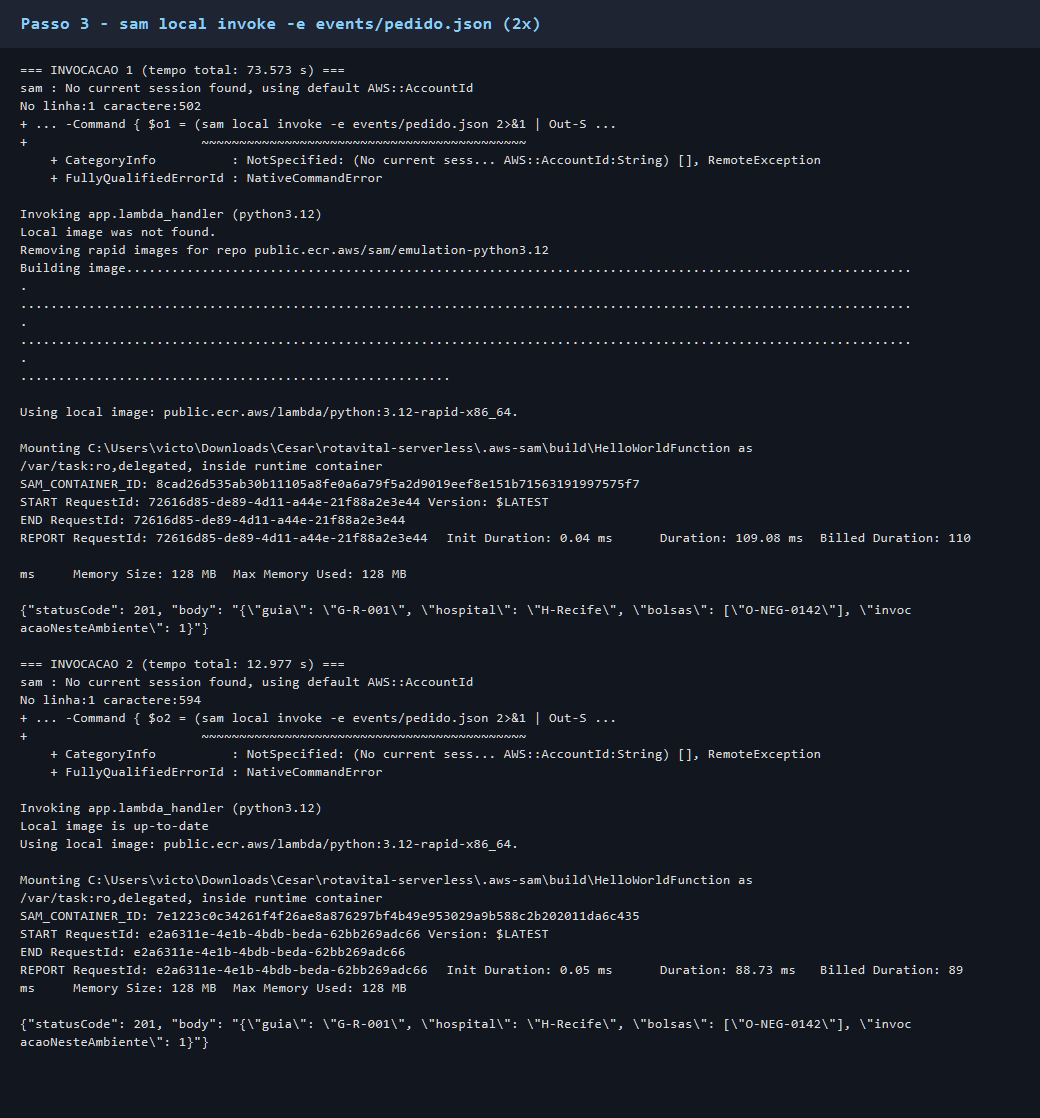 Passo 3 - sam local invoke -e events/pedido.json (2x)
=== INVOCACAO 1 (tempo total: 73.573 s) ===
sam : No current session found, using default AWS::AccountId
No linha:1 caractere:502
+ ... -Command { $o1 = (sam local invoke -e events/pedido.json 2>&1 | Out-S ...
+                       ~~~~~~~~~~~~~~~~~~~~~~~~~~~~~~~~~~~~~~~~~~~
    + CategoryInfo          : NotSpecified: (No current sess... AWS::AccountId:String) [], RemoteException
    + FullyQualifiedErrorId : NativeCommandError
Invoking app.lambda_handler (python3.12)
Local image was not found.
Removing rapid images for repo public.ecr.aws/sam/emulation-python3.12
Building image........................................................................................................
.
......................................................................................................................
.
......................................................................................................................
.
.........................................................
Using local image: public.ecr.aws/lambda/python:3.12-rapid-x86_64.
Mounting C:\Users\victo\Downloads\Cesar\rotavital-serverless\.aws-sam\build\HelloWorldFunction as
/var/task:ro,delegated, inside runtime container
SAM_CONTAINER_ID: 8cad26d535ab30b11105a8fe0a6a79f5a2d9019eef8e151b71563191997575f7
START RequestId: 72616d85-de89-4d11-a44e-21f88a2e3e44 Version: $LATEST
END RequestId: 72616d85-de89-4d11-a44e-21f88a2e3e44
REPORT RequestId: 72616d85-de89-4d11-a44e-21f88a2e3e44  Init Duration: 0.04 ms      Duration: 109.08 ms  Billed Duration: 110
ms     Memory Size: 128 MB  Max Memory Used: 128 MB
{"statusCode": 201, "body": "{\"guia\": \"G-R-001\", \"hospital\": \"H-Recife\", \"bolsas\": [\"O-NEG-0142\"], \"invoc
acaoNesteAmbiente\": 1}"}
=== INVOCACAO 2 (tempo total: 12.977 s) ===
sam : No current session found, using default AWS::AccountId
No linha:1 caractere:594
+ ... -Command { $o2 = (sam local invoke -e events/pedido.json 2>&1 | Out-S ...
+                       ~~~~~~~~~~~~~~~~~~~~~~~~~~~~~~~~~~~~~~~~~~~
    + CategoryInfo          : NotSpecified: (No current sess... AWS::AccountId:String) [], RemoteException
    + FullyQualifiedErrorId : NativeCommandError
Invoking app.lambda_handler (python3.12)
Local image is up-to-date
Using local image: public.ecr.aws/lambda/python:3.12-rapid-x86_64.
Mounting C:\Users\victo\Downloads\Cesar\rotavital-serverless\.aws-sam\build\HelloWorldFunction as
/var/task:ro,delegated, inside runtime container
SAM_CONTAINER_ID: 7e1223c0c34261f4f26ae8a876297bf4b49e953029a9b588c2b202011da6c435
START RequestId: e2a6311e-4e1b-4bdb-beda-62bb269adc66 Version: $LATEST
END RequestId: e2a6311e-4e1b-4bdb-beda-62bb269adc66
REPORT RequestId: e2a6311e-4e1b-4bdb-beda-62bb269adc66  Init Duration: 0.05 ms      Duration: 88.73 ms   Billed Duration: 89
ms     Memory Size: 128 MB  Max Memory Used: 128 MB
{"statusCode": 201, "body": "{\"guia\": \"G-R-001\", \"hospital\": \"H-Recife\", \"bolsas\": [\"O-NEG-0142\"], \"invoc
acaoNesteAmbiente\": 1}"}